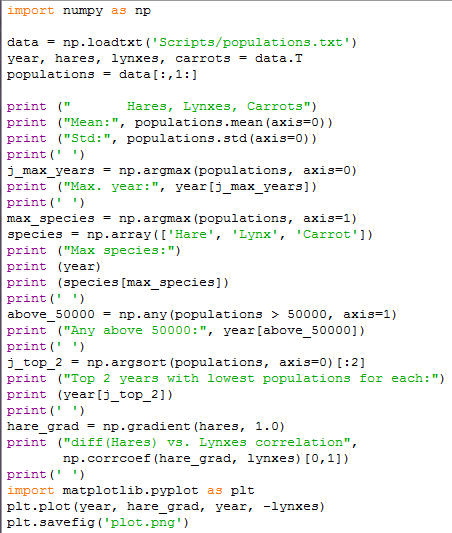 import numpy as np

data = np.loadtxt('Scripts/populations.txt')
year, hares, lynxes, carrots = data.T
populations = data[:,1:]

print ("       Hares, Lynxes, Carrots")
print ("Mean:", populations.mean(axis=0))
print ("Std:", populations.std(axis=0))
print(' ')
j_max_years = np.argmax(populations, axis=0)
print ("Max. year:", year[j_max_years])
print(' ')
max_species = np.argmax(populations, axis=1)
species = np.array(['Hare', 'Lynx', 'Carrot'])
print ("Max species:")
print (year)
print (species[max_species])
print(' ')
above_50000 = np.any(populations > 50000, axis=1)
print ("Any above 50000:", year[above_50000])
print(' ')
j_top_2 = np.argsort(populations, axis=0)[:2]
print ("Top 2 years with lowest populations for each:")
print (year[j_top_2])
print(' ')
hare_grad = np.gradient(hares, 1.0)
print ("diff(Hares) vs. Lynxes correlation",
       np.corrcoef(hare_grad, lynxes)[0,1])
print(' ')
import matplotlib.pyplot as plt
plt.plot(year, hare_grad, year, -lynxes)
plt.savefig('plot.png')